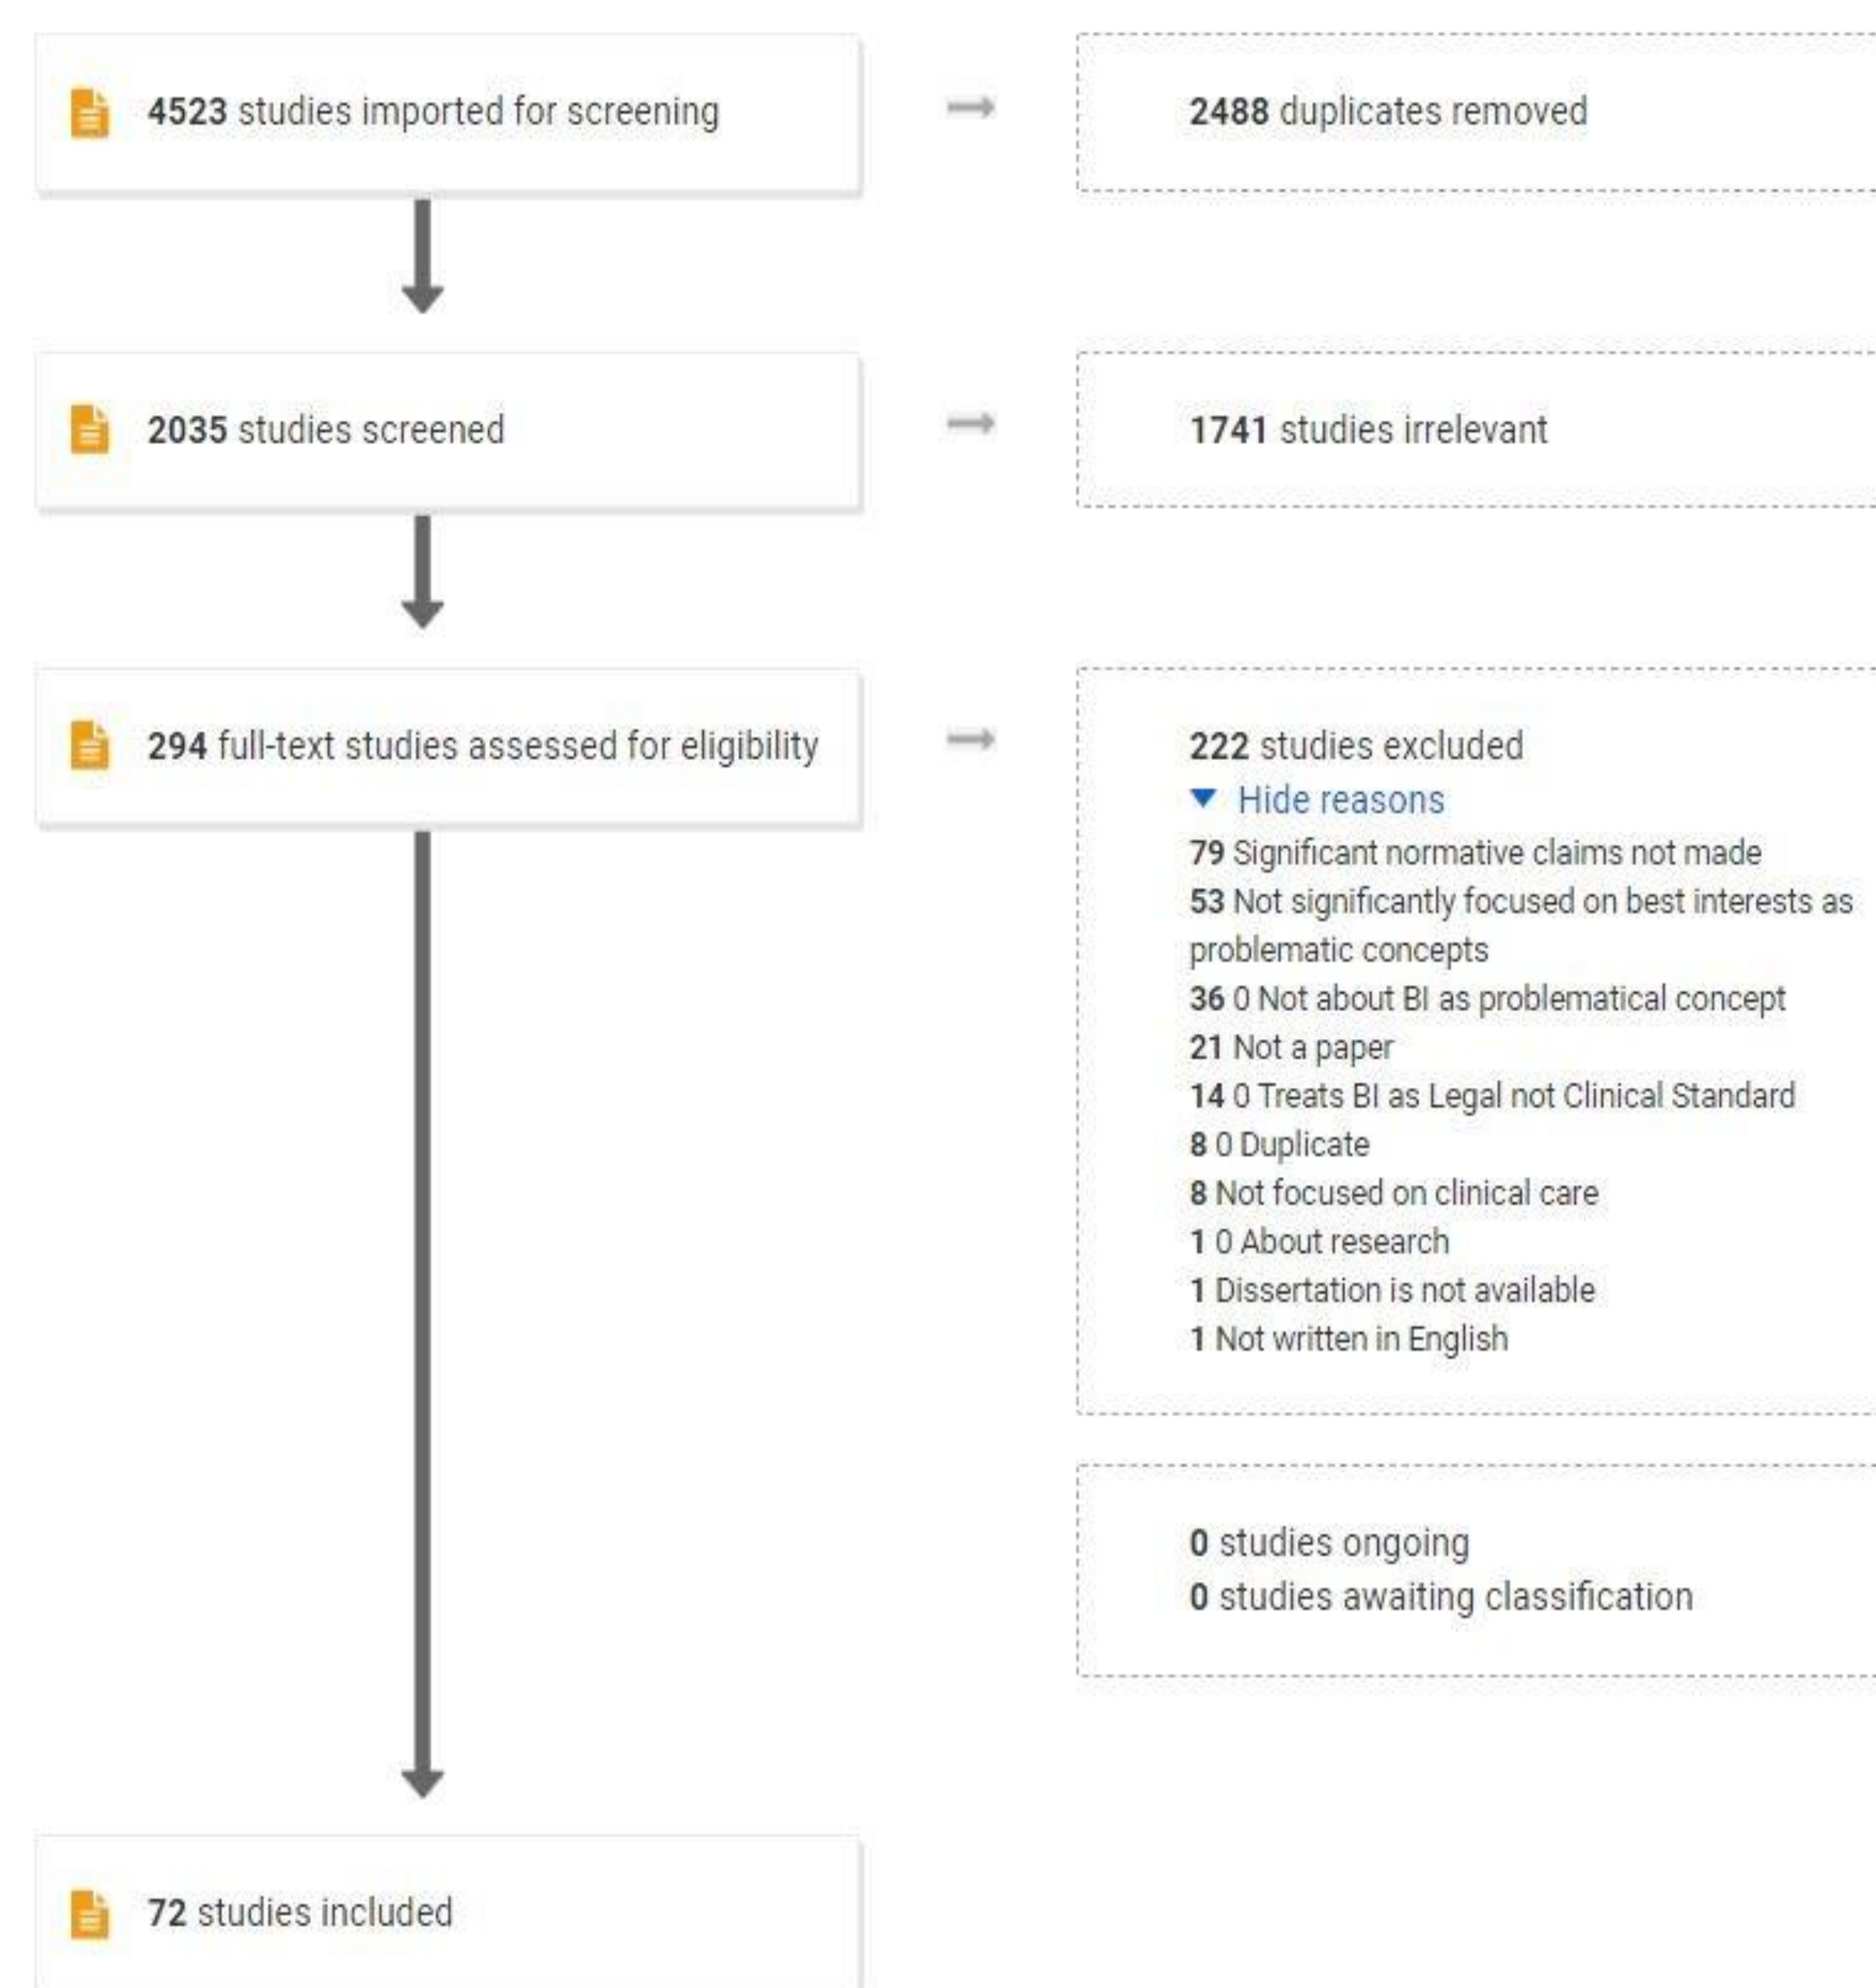 4523 studies imported for screening
2488 duplicates removed
2035 studies screened
1741 studies irrelevant
294 full-text studies assessed for eligibility
222 studies excluded
Hide reasons
79 Significant normative claims not made
53 Not significantly focused on best interests as
problematic concepts
36 0 Not about BI as problematical concept
21 Not a paper
14 0 Treats BI as Legal not Clinical Standard
8 0 Duplicate
8 Not focused on clinical care
1 0 About research
1 Dissertation is not available
1 Not written in English
0 studies ongoing
0 studies awaiting classification
72 studies included